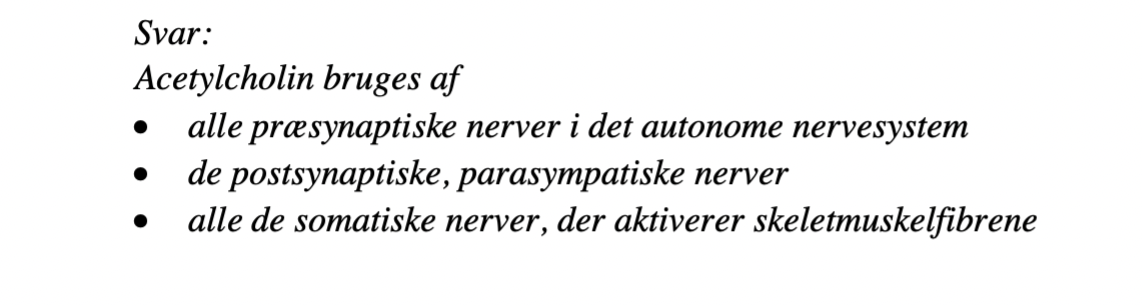 Svar:
Acetylcholin bruges af
• alle præsynaptiske nerver i det autonome nervesystem
• de postsynaptiske, parasympatiske nerver
• alle de somatiske nerver, der aktiverer skeletmuskelfibrene